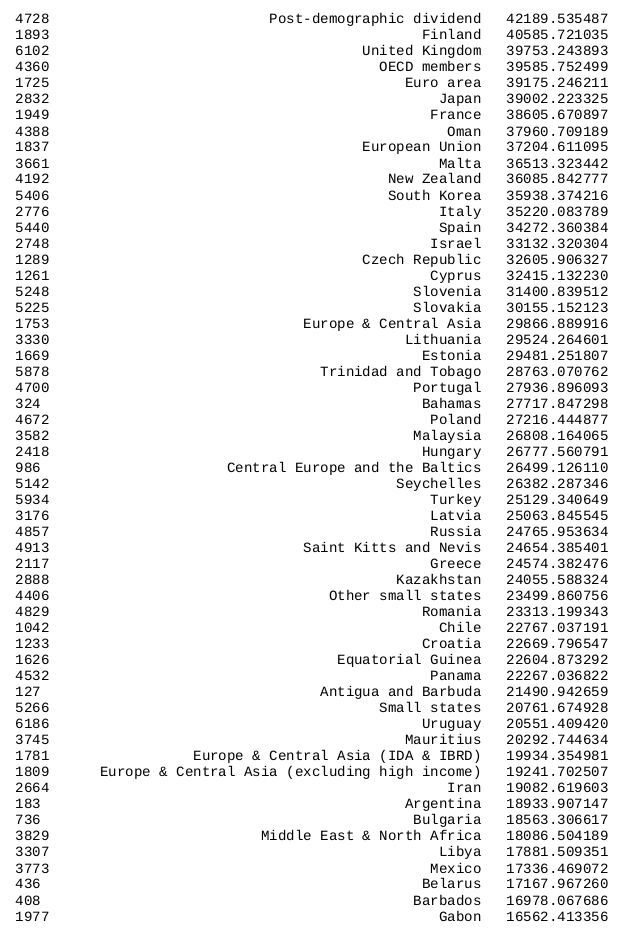 4728 Post-demographic dividend 42189.535487
1893 Finland 40585.721035
6102 United Kingdom 39753.243893
4360 OECD members 39585.752499
1725 Euro area 39175.246211
2832 Japan 39002.223325
1949 France 38605.670897
4388 Oman 37960.709189
1837 European Union 37204.611095
3661 Malta 36513.323442
4192 New Zealand 36085.842777
5406 South Korea 35938.374216
2776 Italy 35220.083789
5440 Spain 34272.360384
2748 Israel 33132.320304
1289 Czech Republic 32605.906327
1261 Cyprus 32415.132230
5248 Slovenia 31400.839512
5225 Slovakia 30155.152123
1753 Europe & Central Asia 29866.889916
3330 Lithuania 29524.264601
1669 Estonia 29481.251807
5878 Trinidad and Tobago 28763.070762
4700 Portugal 27936.896093
324 Bahamas 27717.847298
4672 Poland 27216.444877
3582 Malaysia 26808.164065
2418 Hungary 26777.560791
986 Central Europe and the Baltics 26499.126110
5142 Seychelles 26382.287346
5934 Turkey 25129.340649
3176 Latvia 25063.845545
4857 Russia 24765.953634
4913 Saint Kitts and Nevis 24654.385401
2117 Greece 24574.382476
2888 Kazakhstan 24055.588324
4406 Other small states 23499.860756
4829 Romania 23313.199343
1042 Chile 22767.037191
1233 Croatia 22669.796547
1626 Equatorial Guinea 22604.873292
4532 Panama 22267.036822
127 Antigua and Barbuda 21490.942659
5266 Small states 20761.674928
6186 Uruguay 20551.409420
3745 Mauritius 20292.744634
1781 Europe & Central Asia (IDA & IBRD) 19934.354981
1809 Europe & Central Asia (excluding high income) 19241.702507
2664 Iran 19082.619603
183 Argentina 18933.907147
736 Bulgaria 18563.306617
3829 Middle East & North Africa 18086.504189
3307 Libya 17881.509351
3773 Mexico 17336.469072
436 Belarus 17167.967260
408 Barbados 16978.067686
1977 Gabon 16562.413356